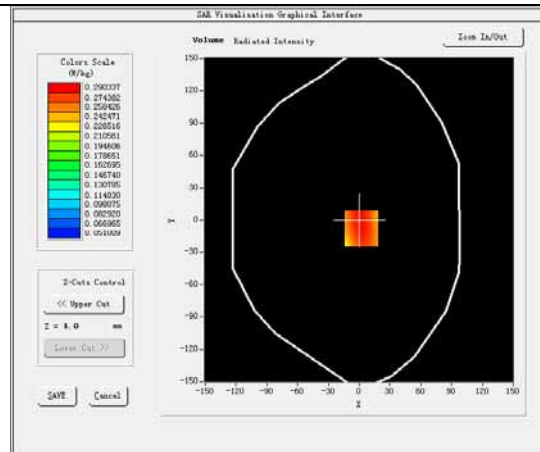 SAR Visualisation Graphical Interface
Volume Radiated Intensity
Zoom In/Out
Colors Scale
(W/kg)
0.290337
0.274382
0.258426
0.242471
0.226516
0.210561
0.194606
0.178651
0.162695
0.146740
0.130785
0.114830
0.098875
0.082920
0.066965
0.051009
Z-Cuts Control
<< Upper Cut
Z = 4.0 mm
Lower Cut >>
SAVE Cancel
150
120
90
60
30
0
-30
-60
-90
-120
-150
Y
-150 -120 -90 -60 -30 0 30 60 90 120 150
X